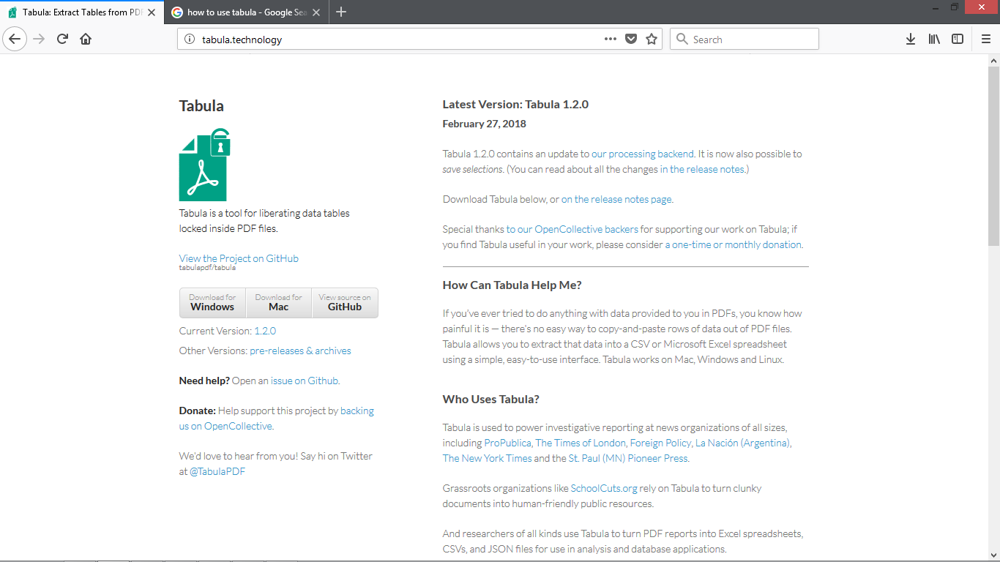 Tabula: Extract Tables from PDF
how to use tabula - Google Sea
tabula.technology
Search
Tabula
Tabula is a tool for liberating data tables
locked inside PDF files.
View the Project on GitHub
tabulapdf/tabula
Download for
Windows
Download for
Mac
View source on
GitHub
Current Version: 1.2.0
Other Versions: pre-releases & archives
Need help? Open an issue on Github.
Donate: Help support this project by backing
us on OpenCollective.
We'd love to hear from you! Say hi on Twitter
at @TabulaPDF
Latest Version: Tabula 1.2.0
February 27, 2018
Tabula 1.2.0 contains an update to our processing backend. It is now also possible to
save selections. (You can read about all the changes in the release notes.)
Download Tabula below, or on the release notes page.
Special thanks to our OpenCollective backers for supporting our work on Tabula; if
you find Tabula useful in your work, please consider a one-time or monthly donation.
How Can Tabula Help Me?
If you've ever tried to do anything with data provided to you in PDFs, you know how
painful it is — there's no easy way to copy-and-paste rows of data out of PDF files.
Tabula allows you to extract that data into a CSV or Microsoft Excel spreadsheet
using a simple, easy-to-use interface. Tabula works on Mac, Windows and Linux.
Who Uses Tabula?
Tabula is used to power investigative reporting at news organizations of all sizes,
including ProPublica, The Times of London, Foreign Policy, La Nación (Argentina),
The New York Times and the St. Paul (MN) Pioneer Press.
Grassroots organizations like SchoolCuts.org rely on Tabula to turn clunky
documents into human-friendly public resources.
And researchers of all kinds use Tabula to turn PDF reports into Excel spreadsheets,
CSVs, and JSON files for use in analysis and database applications.